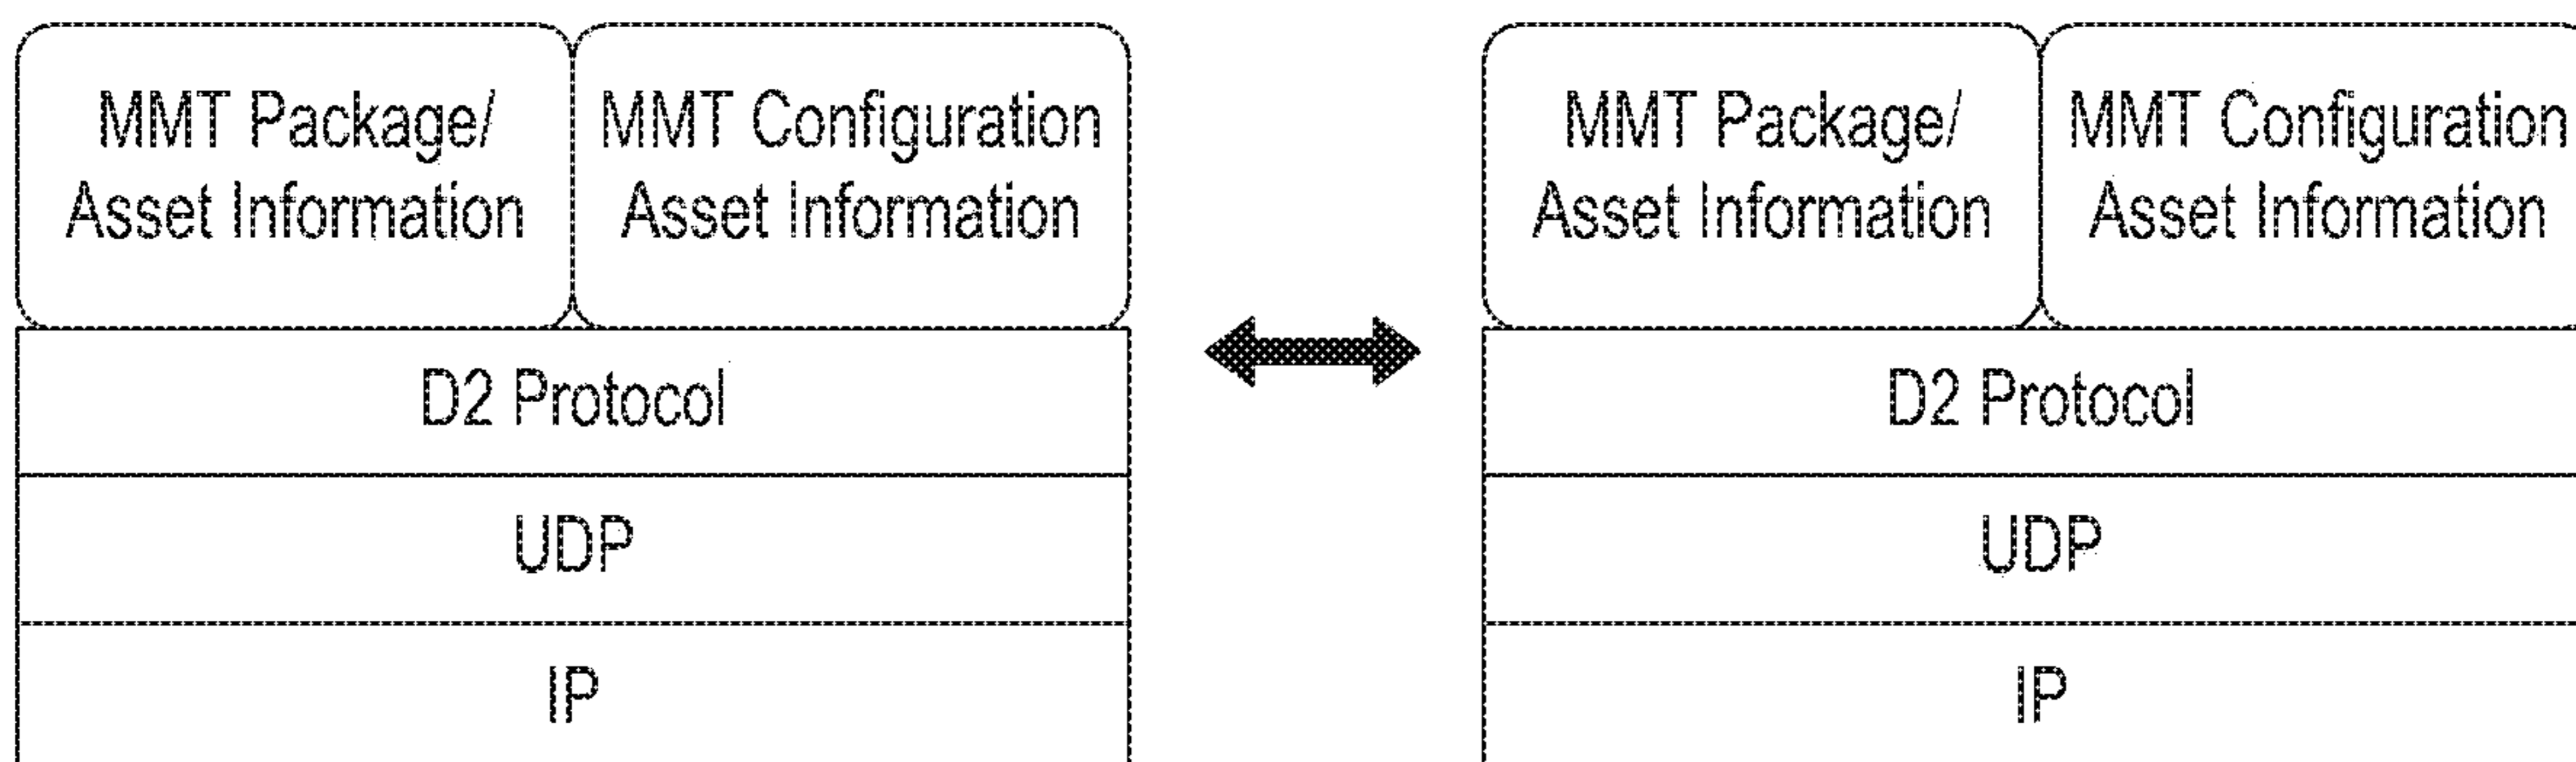 MMT Package/
Asset Information
MMT Configuration
Asset Information
D2 Protocol
UDP
IP
MMT Package/
Asset Information
MMT Configuration
Asset Information
D2 Protocol
UDP
IP